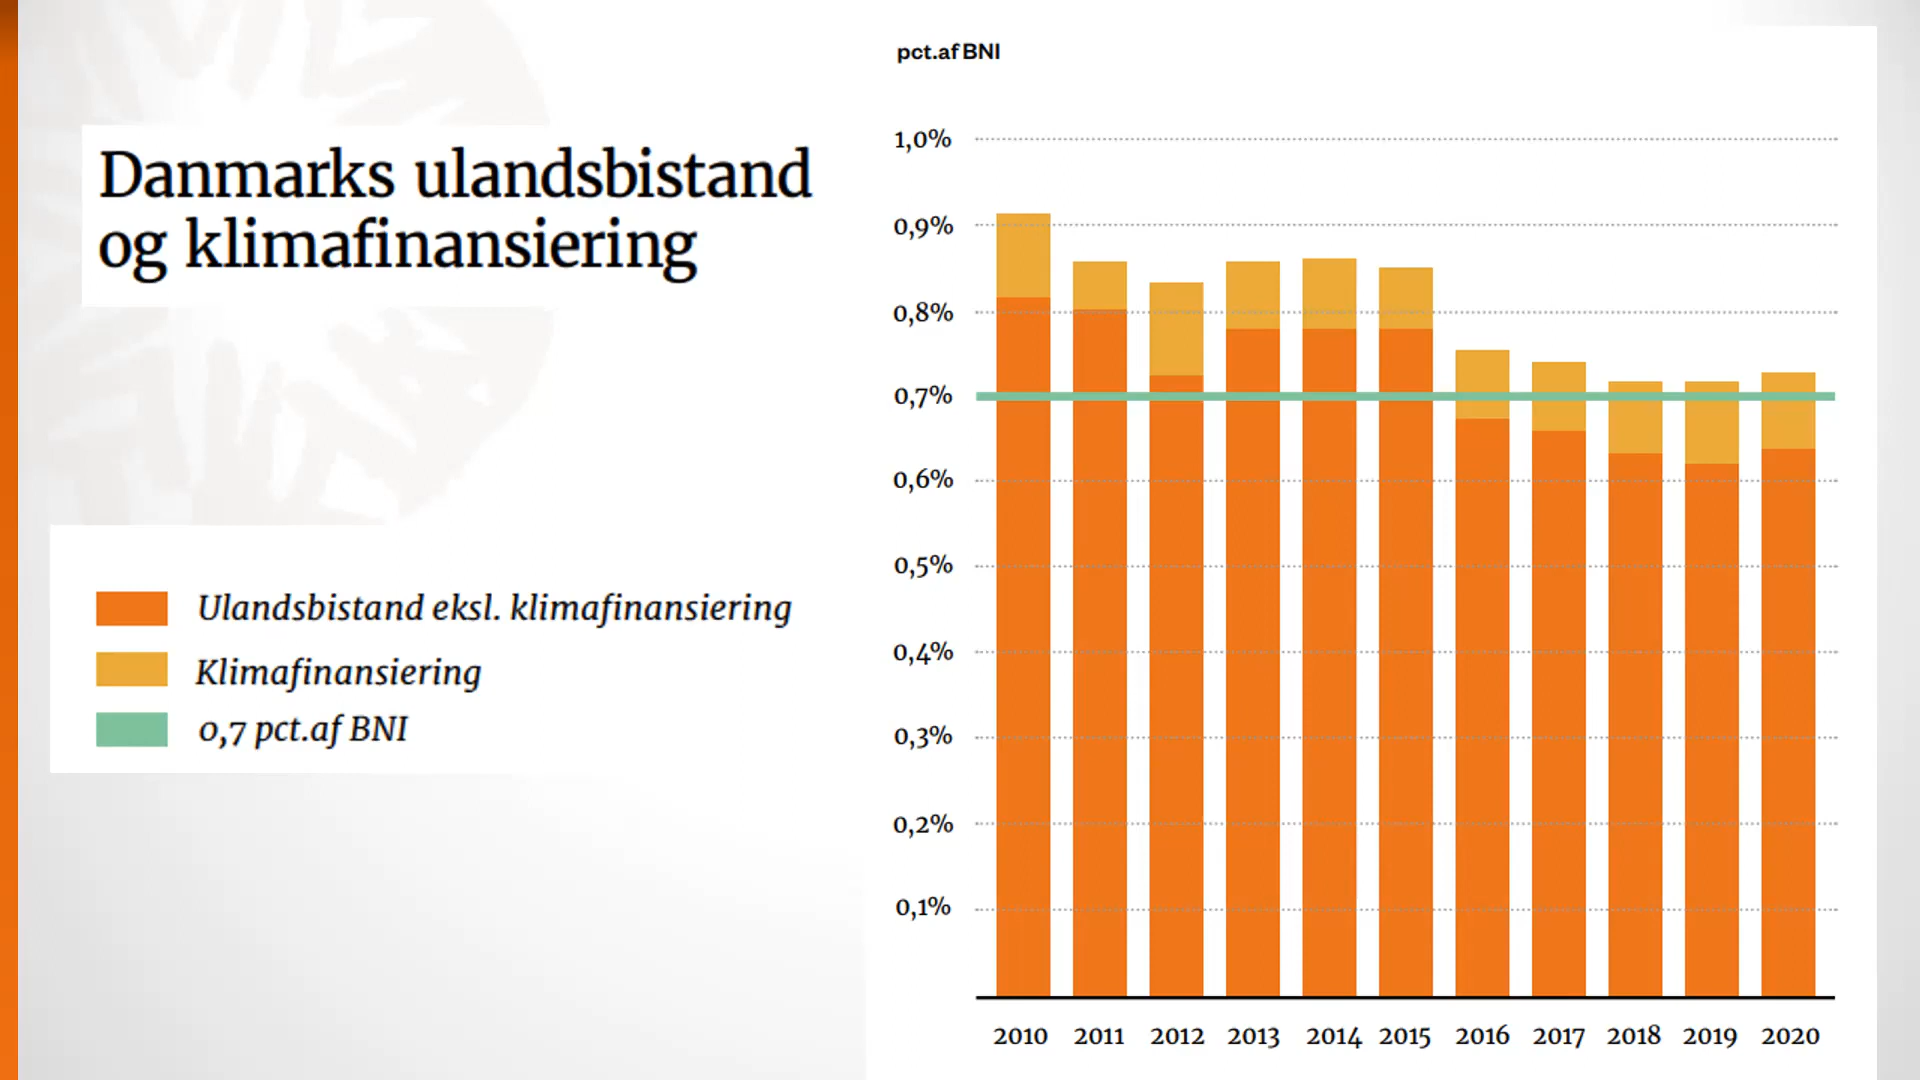 Danmarks ulandsbistand
og klimafinansiering
Ulandsbistand eksl. klimafinansiering
Klimafinansiering
0,7 pct.af BNI
pct.af BNI
1,0%
0,9%
0,8%
0,7%
0,6%
0,5%
0,4%
0,3%
0,2%
0,1%
2010 2011 2012 2013 2014 2015 2016 2017 2018 2019 2020